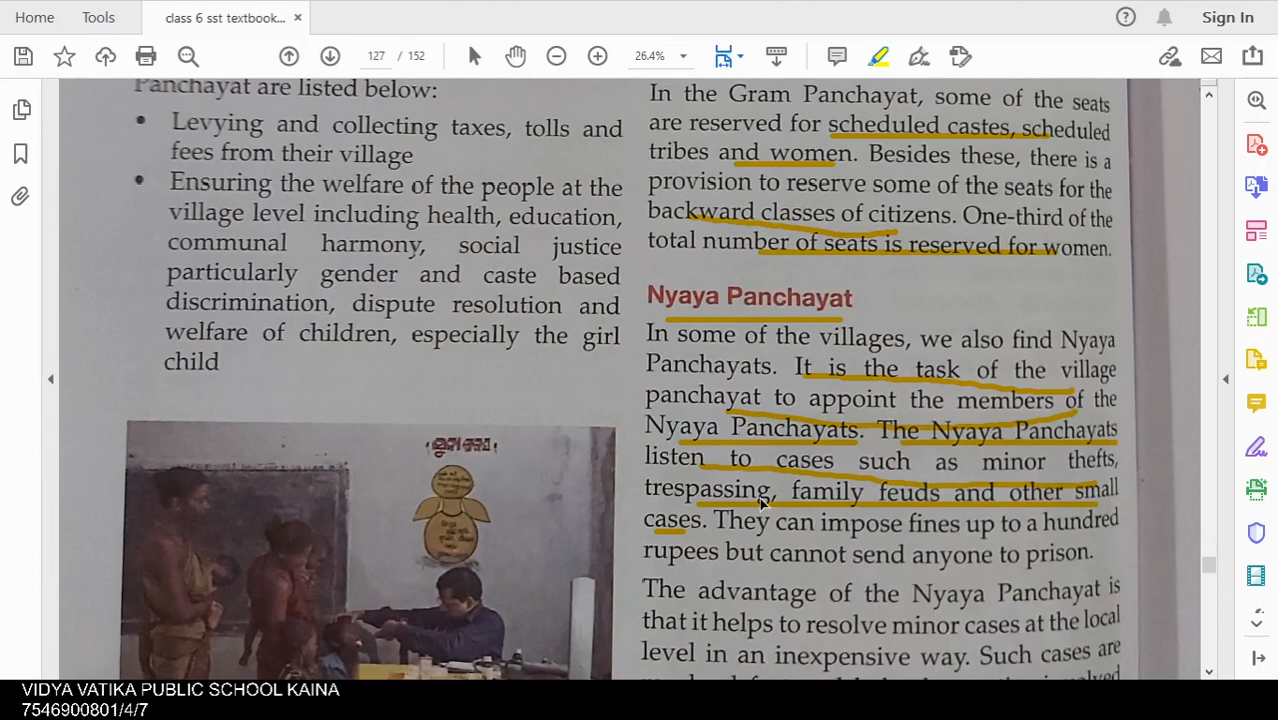 Home
Tools
class 6 sst textbook...
Sign In
127 / 152
26.4%
Panchayat are listed below:
• Levying and collecting taxes, tolls and
fees from their village
• Ensuring the welfare of the people at the
village level including health, education,
communal harmony, social justice
particularly gender and caste based
discrimination, dispute resolution and
welfare of children, especially the girl
child
In the Gram Panchayat, some of the seats
are reserved for scheduled castes, scheduled
tribes and women. Besides these, there is a
provision to reserve some of the seats for the
backward classes of citizens. One-third of the
total number of seats is reserved for women.
Nyaya Panchayat
In some of the villages, we also find Nyaya
Panchayats. It is the task of the village
panchayat to appoint the members of the
Nyaya Panchayats. The Nyaya Panchayats
listen to cases such as minor thefts,
trespassing, family feuds and other small
cases. They can impose fines up to a hundred
rupees but cannot send anyone to prison.
The advantage of the Nyaya Panchayat is
that it helps to resolve minor cases at the local
level in an inexpensive way. Such cases are
VIDYA VATIKA PUBLIC SCHOOL KAINA
7546900801/4/7